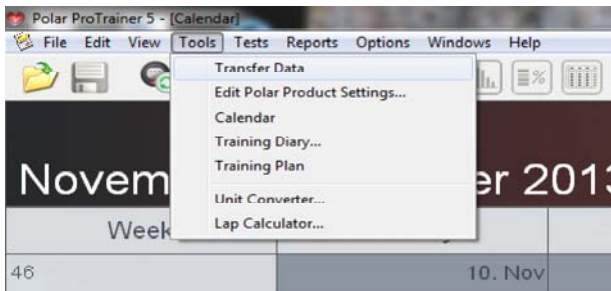 Polar ProTrainer 5 - [Calendar]
File Edit View Tools Tests Reports Options Windows Help
Transfer Data
Edit Polar Product Settings...
Calendar
Training Diary...
Training Plan
Unit Converter...
Lap Calculator...
Novem er 201
Week
46 10. Nov